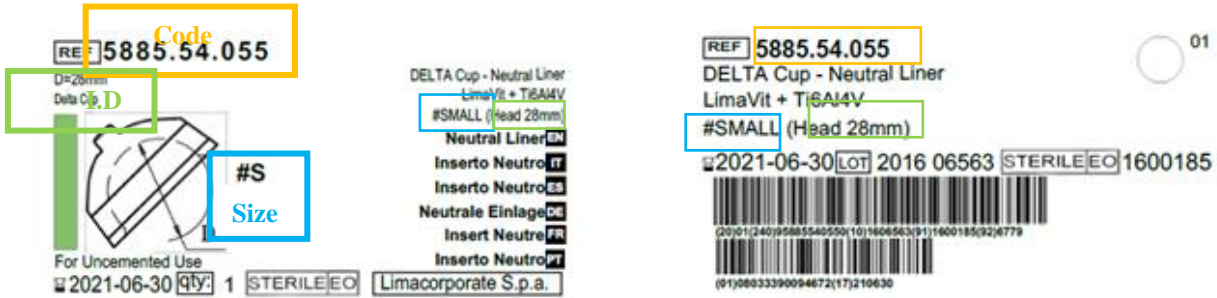 Code
REF 5885.54.055
D=28mm
Delta Cup
I.D
DELTA Cup - Neutral Liner
LimaVit + Ti6Al4V
#SMALL (Head 28mm)
Neutral Liner EN
#S
Inserto Neutro IT
Inserto Neutro ES
Size
Neutrale Einlage DE
D
Insert Neutre FR
For Uncemented Use
Inserto Neutro PT
2021-06-30 qty: 1 STERILE EO Limacorporate S.p.a.
REF 5885.54.055
01
DELTA Cup - Neutral Liner
LimaVit + Ti6Al4V
#SMALL (Head 28mm)
2021-06-30 LOT 2016 06563 STERILE EO 1600185
(20)01(240)95885540550(10)1606563(91)1600185(92)6779
(01)08033390094672(17)210630